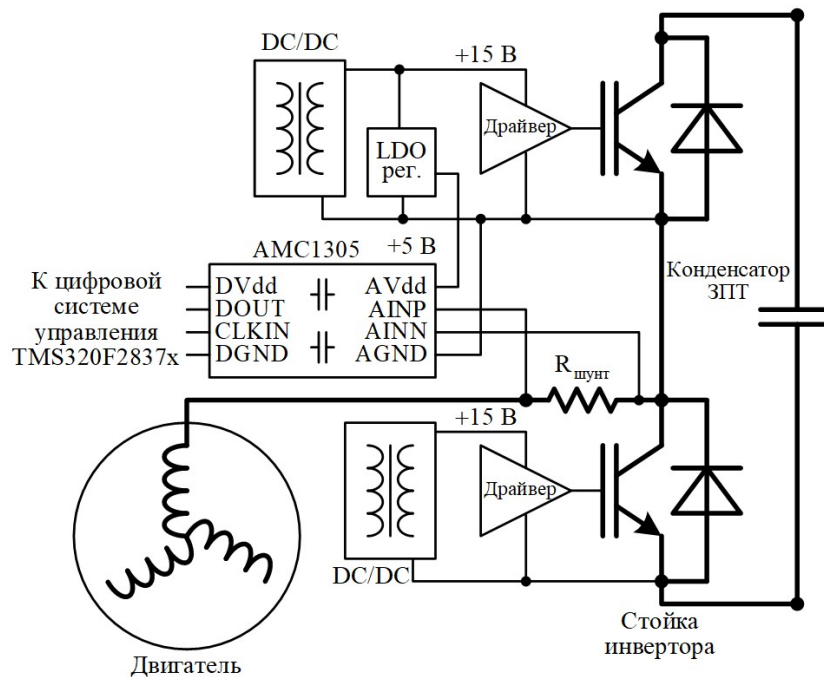 DC/DC
+15 В
Драйвер
LDO
рег.
AMC1305
+5 В
К цифровой
системе
управления
TMS320F2837x
DVdd
DOUT
CLKIN
DGND
AVdd
AINP
AINN
AGND
Конденсатор
ЗПТ
Rшунт
+15 В
Драйвер
DC/DC
Стойка
инвертора
Двигатель